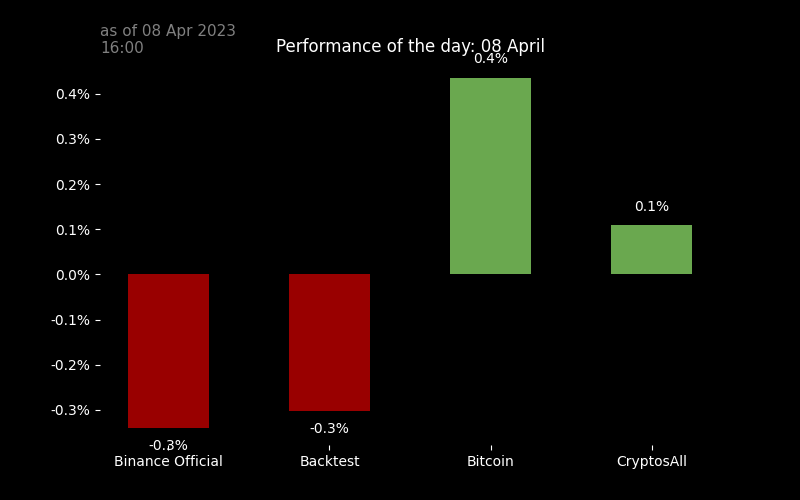 as of 08 Apr 2023
16:00
Performance of the day: 08 April
0.4%
0.4%
0.3%
0.2%
0.1%
0.1%
0.0%
-0.1%
-0.2%
-0.3%
-0.3%
-0.3%
Binance Official
Backtest
Bitcoin
CryptosAll